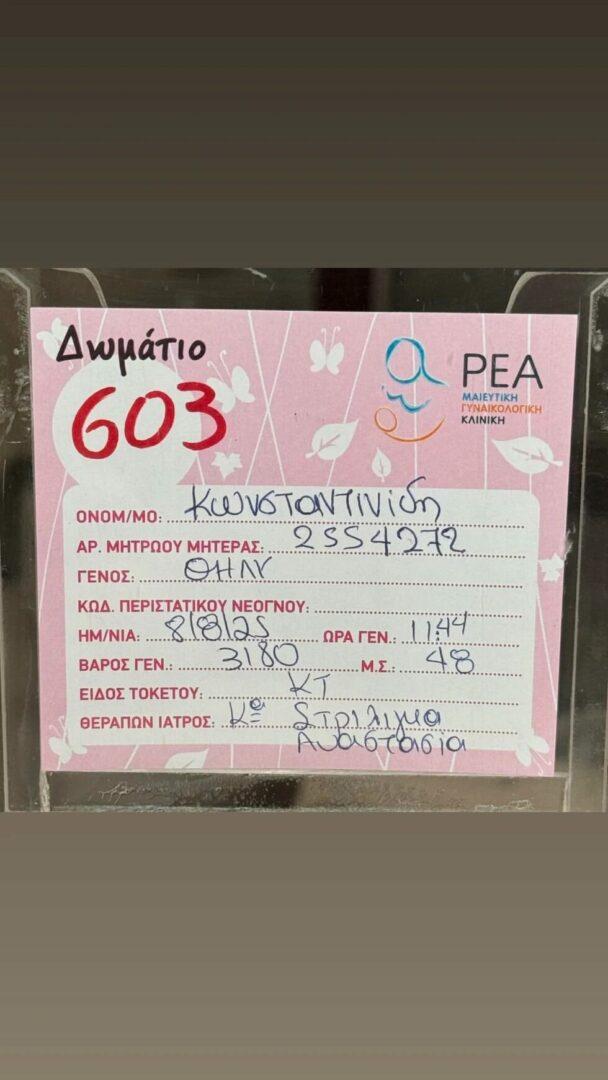 Δωμάτιο
603
ΡΕΑ
ΜΑΙΕΥΤΙΚΗ
ΓΥΝΑΙΚΟΛΟΓΙΚΗ
ΚΛΙΝΙΚΗ
ΟΝΟΜ/ΜΟ: Κωνσταντινίδη
ΑΡ. ΜΗΤΡΩΟΥ ΜΗΤΕΡΑΣ: 2554272
ΓΕΝΟΣ: ΘΗΛΥ
ΚΩΔ. ΠΕΡΙΣΤΑΤΙΚΟΥ ΝΕΟΓΝΟΥ:
ΗΜ/ΝΙΑ: 8/8/25 ΩΡΑ ΓΕΝ.: 11:44
ΒΑΡΟΣ ΓΕΝ.: 3180 Μ.Σ.: 48
ΕΙΔΟΣ ΤΟΚΕΤΟΥ: ΚΤ
ΘΕΡΑΠΩΝ ΙΑΤΡΟΣ: Κα Στριλιγκα
Αναστασία